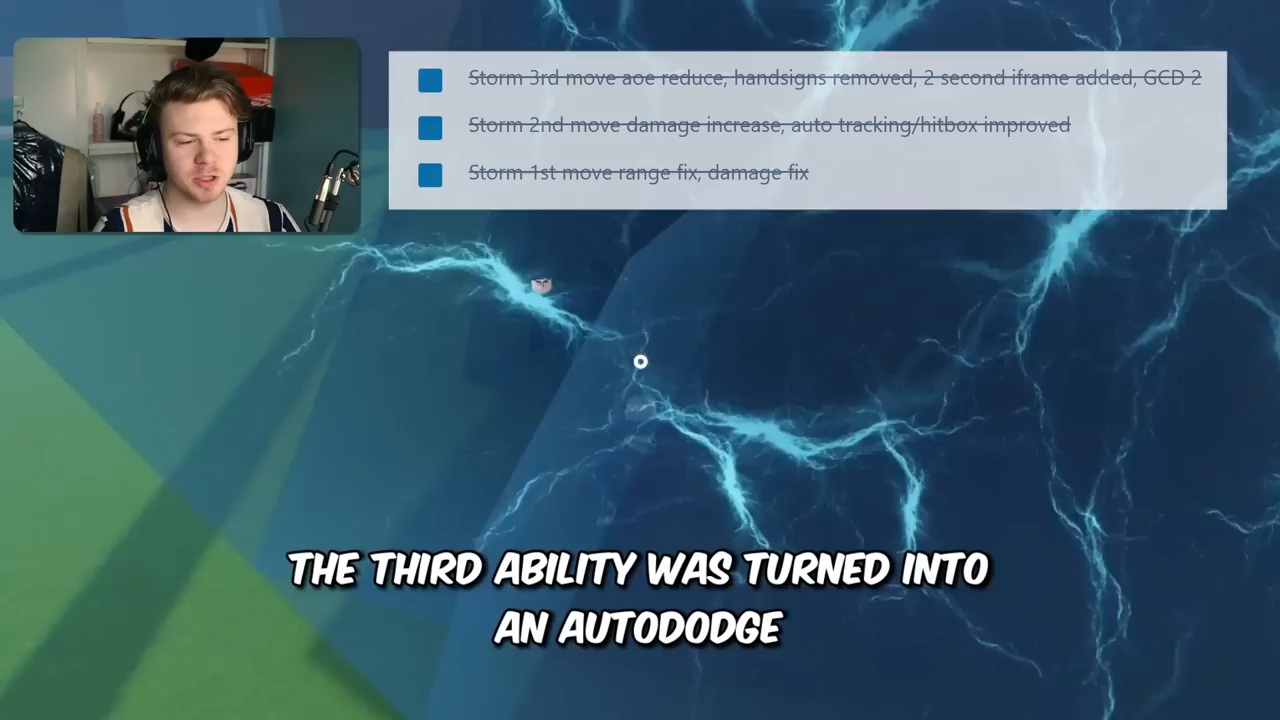 Storm 3rd move aoe reduce, handsigns removed, 2 second iframe added, GCD 2
Storm 2nd move damage increase, auto tracking/hitbox improved
Storm 1st move range fix, damage fix
THE THIRD ABILITY WAS TURNED INTO
AN AUTODODGE